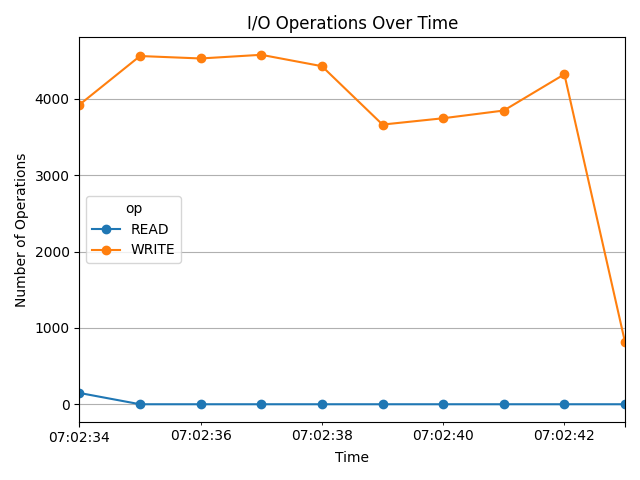 I/O Operations Over Time
Number of Operations
4000
3000
2000
1000
0
op
READ
WRITE
07:02:34
07:02:36
07:02:38
07:02:40
07:02:42
Time